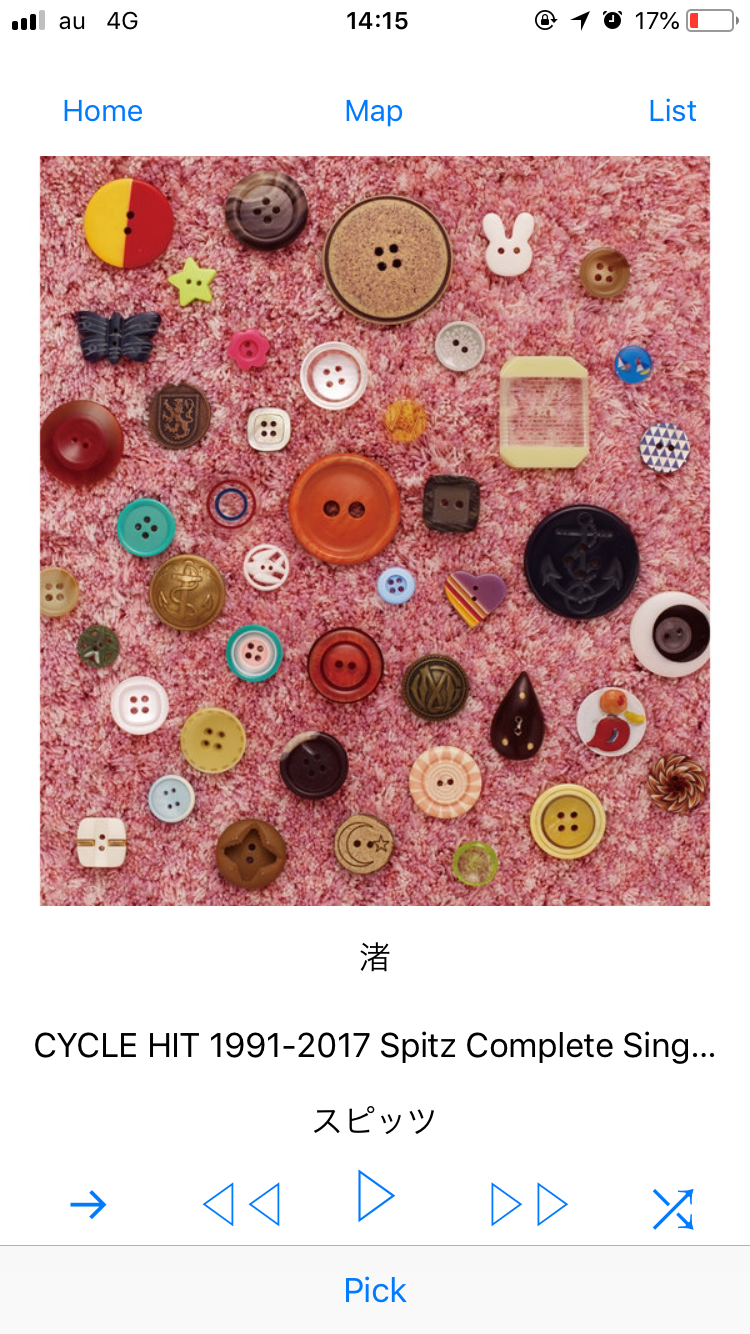 au 4G 14:15 17%
Home Map List
渚
CYCLE HIT 1991-2017 Spitz Complete Sing...
スピッツ
Pick